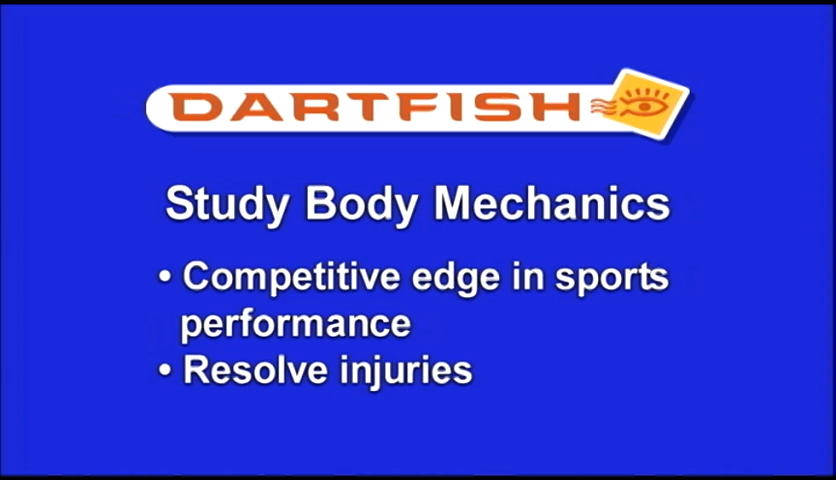 DARTFISH
Study Body Mechanics
• Competitive edge in sports
performance
• Resolve injuries